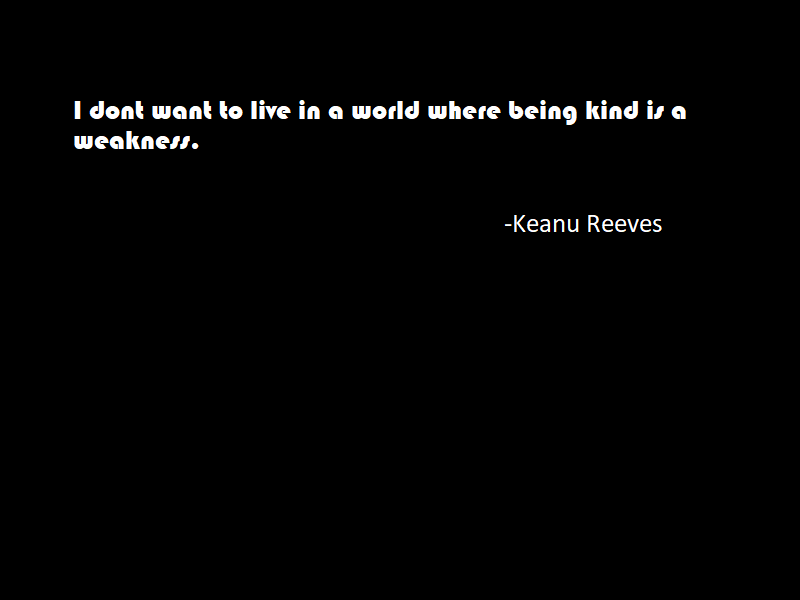 I dont want to live in a world where being kind is a
weakness.
-Keanu Reeves